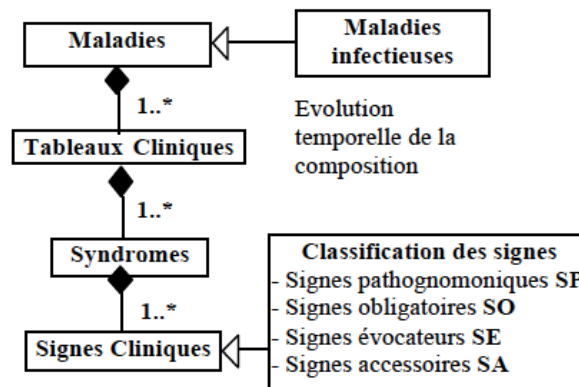 Maladies
Maladies
infectieuses
1..*
Evolution
temporelle de la
composition
Tableaux Cliniques
1..*
Syndromes
1..*
Signes Cliniques
Classification des signes
- Signes pathognomoniques SP
- Signes obligatoires SO
- Signes évocateurs SE
- Signes accessoires SA